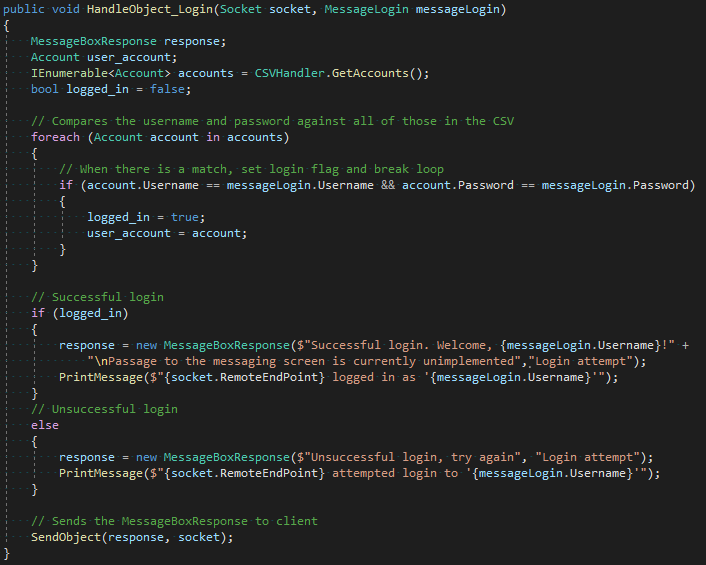 public void HandleObject_Login(Socket socket, MessageLogin messageLogin)
{
    MessageBoxResponse response;
    Account user_account;
    IEnumerable<Account> accounts = CSVHandler.GetAccounts();
    bool logged_in = false;

    // Compares the username and password against all of those in the CSV
    foreach (Account account in accounts)
    {
        // When there is a match, set login flag and break loop
        if (account.Username == messageLogin.Username && account.Password == messageLogin.Password)
        {
            logged_in = true;
            user_account = account;
        }
    }

    // Successful login
    if (logged_in)
    {
        response = new MessageBoxResponse($"Successful login. Welcome, {messageLogin.Username}!" +
            "\nPassage to the messaging screen is currently unimplemented","Login attempt");
        PrintMessage($"{socket.RemoteEndPoint} logged in as '{messageLogin.Username}'");
    }
    // Unsuccessful login
    else
    {
        response = new MessageBoxResponse($"Unsuccessful login, try again", "Login attempt");
        PrintMessage($"{socket.RemoteEndPoint} attempted login to '{messageLogin.Username}'");
    }

    // Sends the MessageBoxResponse to client
    SendObject(response, socket);
}